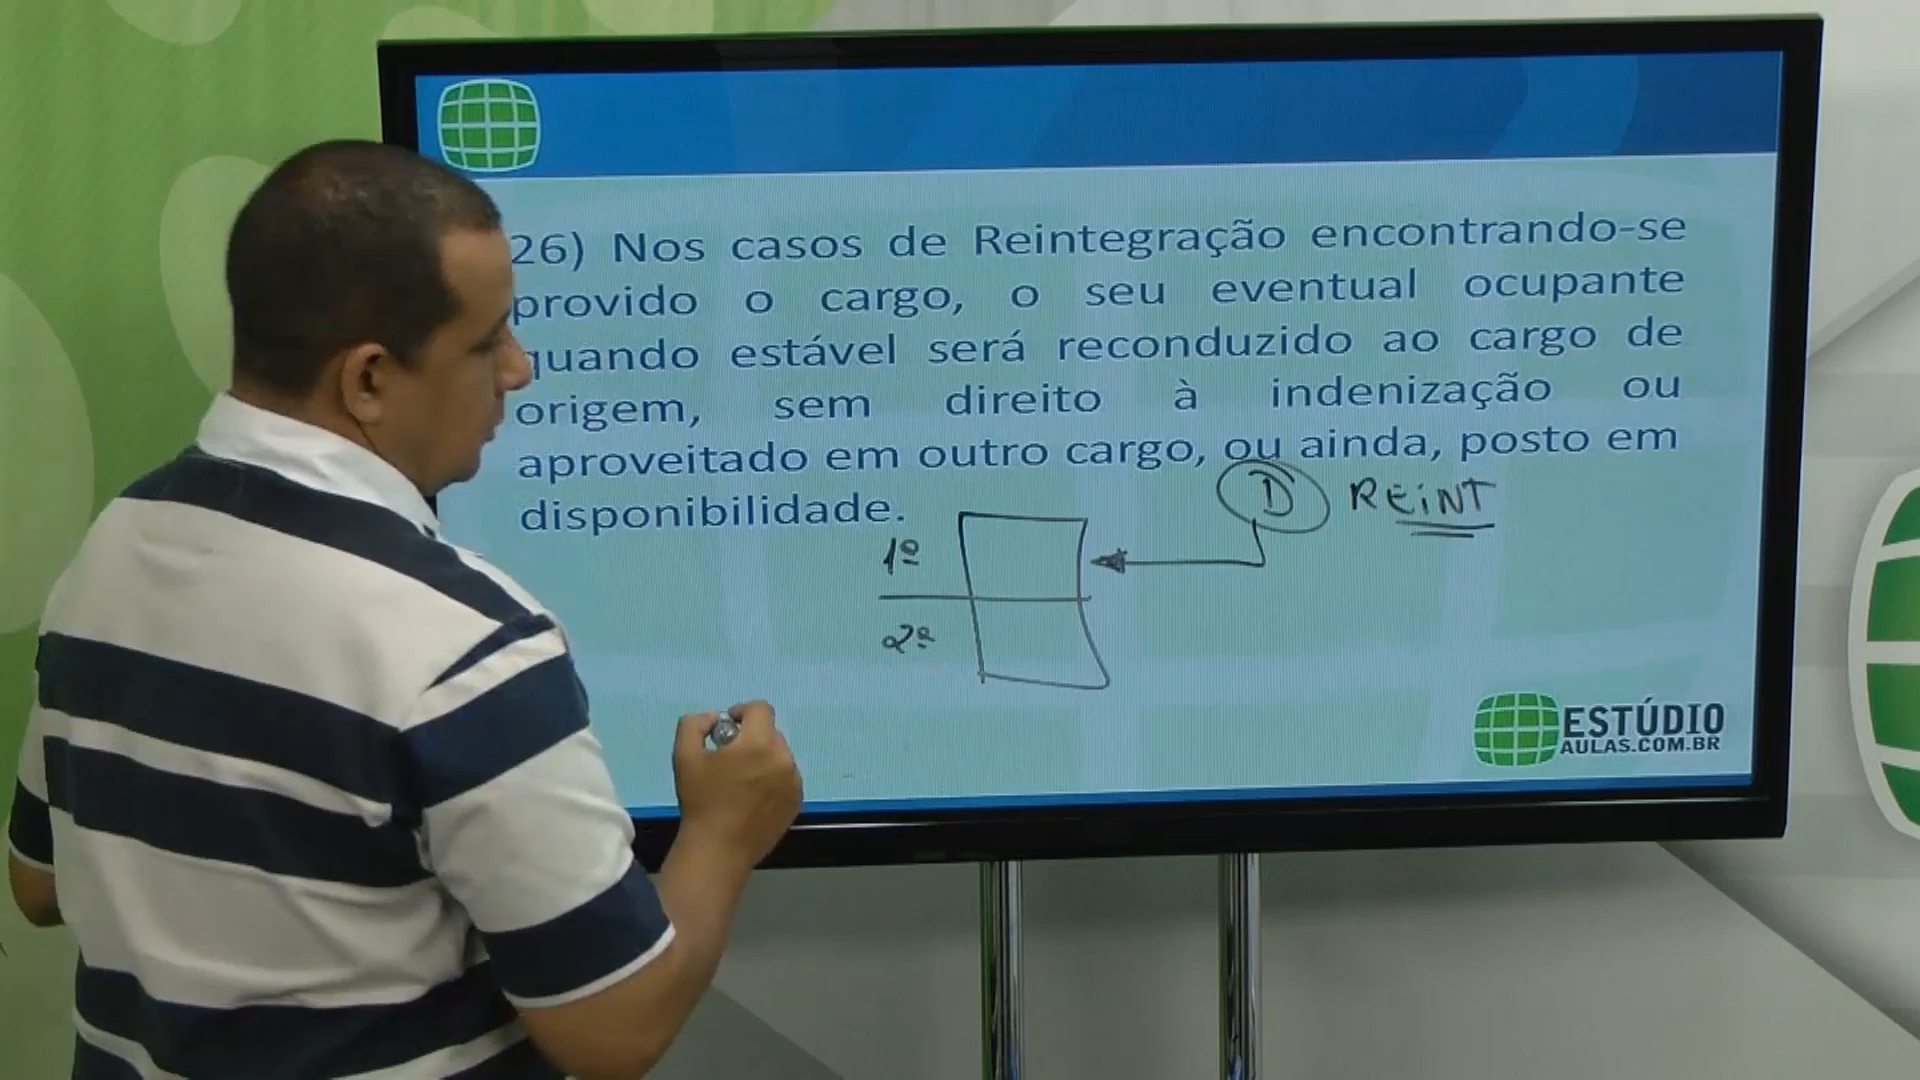 26) Nos casos de Reintegração encontrando-se
provido o cargo, o seu eventual ocupante
quando estável será reconduzido ao cargo de
origem, sem direito à indenização ou
aproveitado em outro cargo, ou ainda, posto em
disponibilidade.
D REINT
1º
2º
ESTÚDIO
AULAS.COM.BR